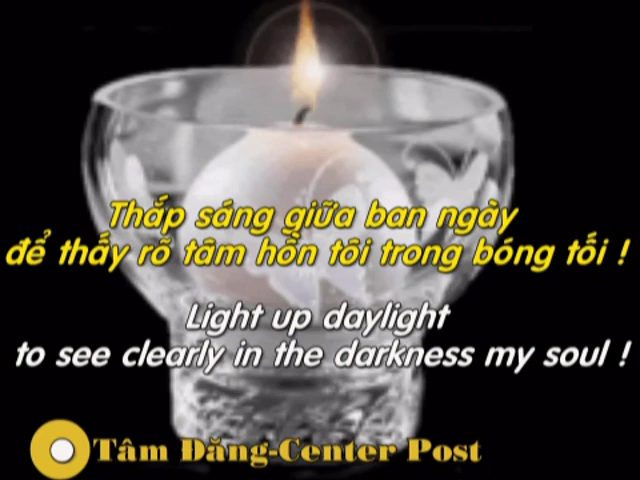 Thắp sáng giữa ban ngày
để thấy rõ tâm hồn tôi trong bóng tối !
Light up daylight
to see clearly in the darkness my soul !
Tâm Đăng-Center Post